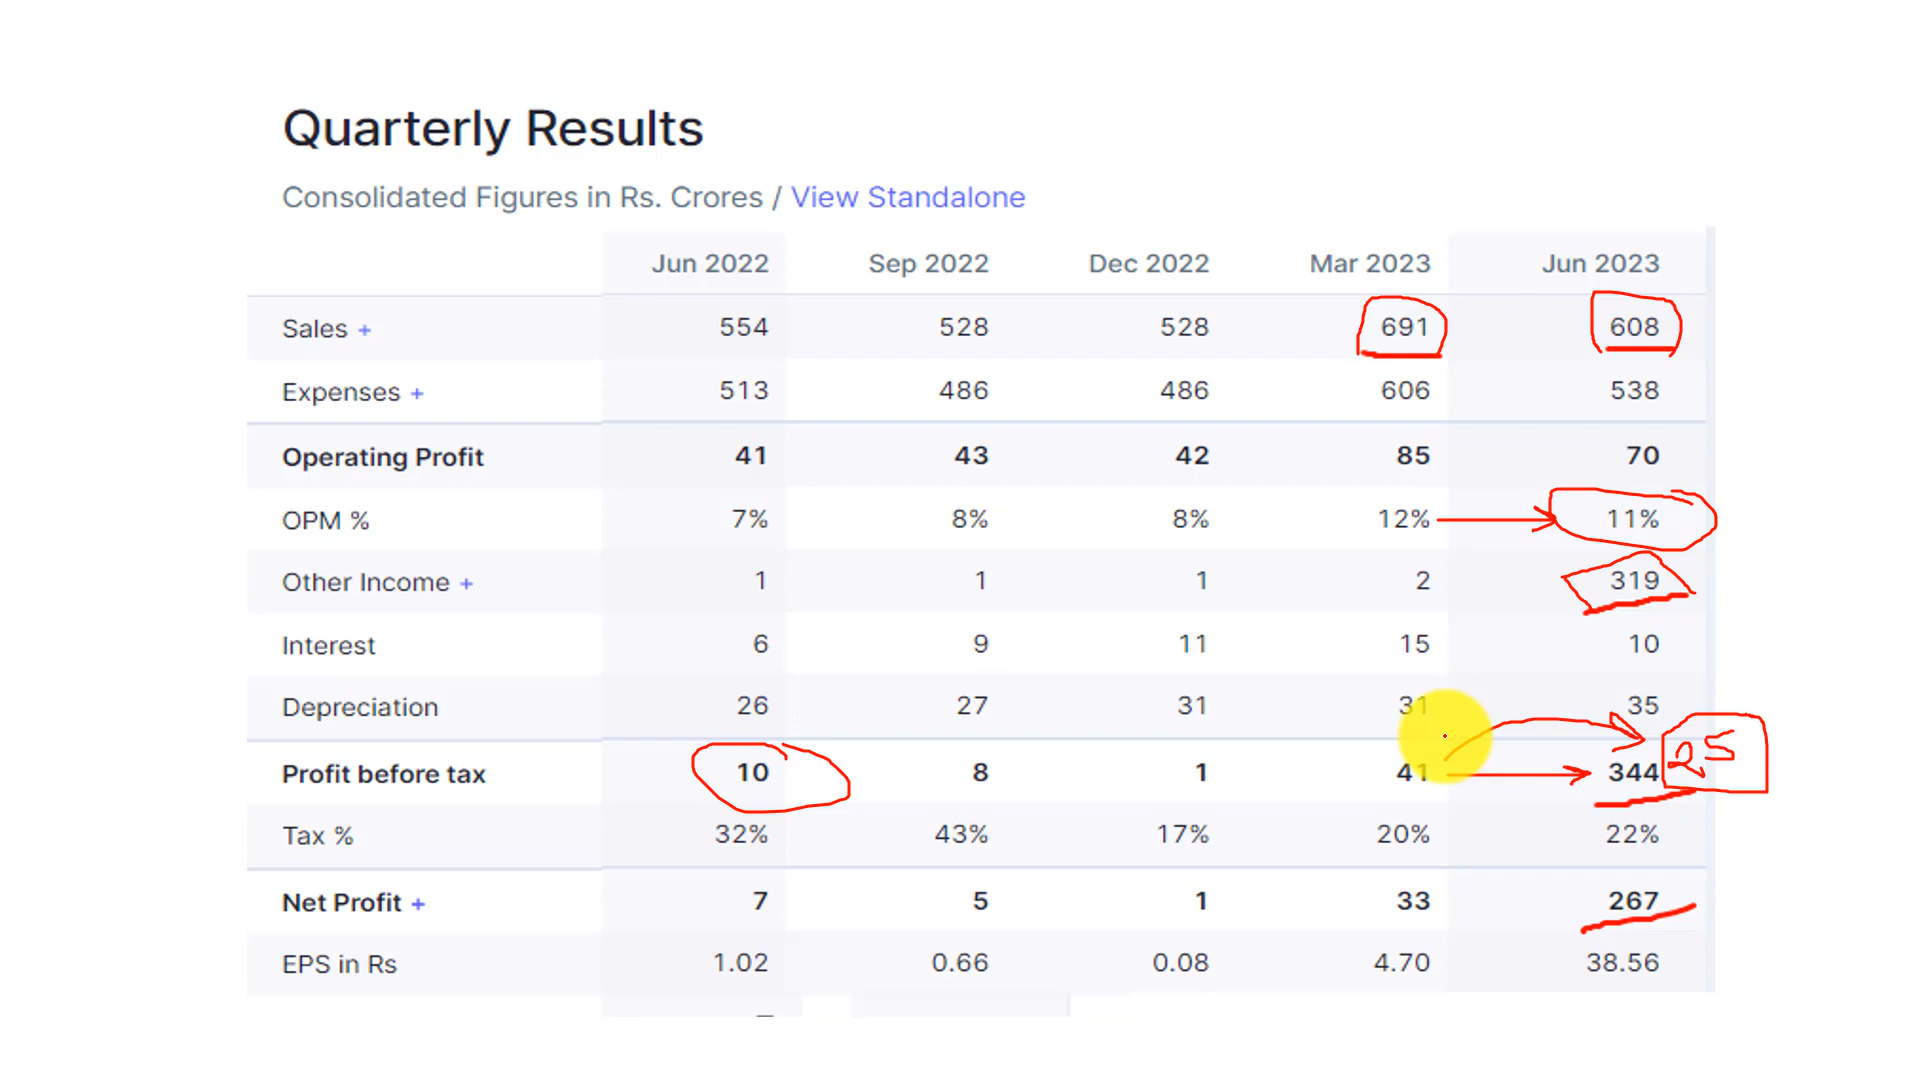 Quarterly Results
Consolidated Figures in Rs. Crores / View Standalone
Jun 2022 Sep 2022 Dec 2022 Mar 2023 Jun 2023
Sales + 554 528 528 691 608
Expenses + 513 486 486 606 538
Operating Profit 41 43 42 85 70
OPM % 7% 8% 8% 12% 11%
Other Income + 1 1 1 2 319
Interest 6 9 11 15 10
Depreciation 26 27 31 31 35
Profit before tax 10 8 1 41 344 25
Tax % 32% 43% 17% 20% 22%
Net Profit + 7 5 1 33 267
EPS in Rs 1.02 0.66 0.08 4.70 38.56